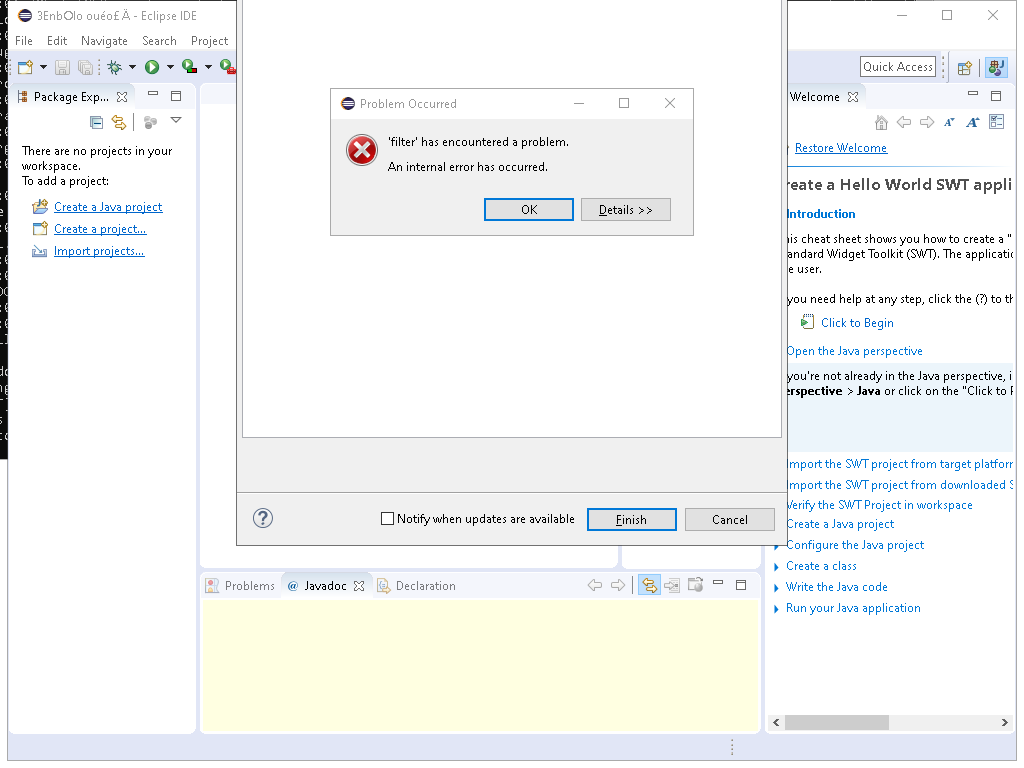 3EnbOlo ouéo£Ä - Eclipse IDE
File Edit Navigate Search Project
Quick Access
Package Exp...
There are no projects in your
workspace.
To add a project:
Create a Java project
Create a project...
Import projects...
Problem Occurred
'filter' has encountered a problem.
An internal error has occurred.
OK
Details >>
Notify when updates are available
Finish
Cancel
Problems
@ Javadoc
Declaration
Welcome
Restore Welcome
reate a Hello World SWT appli
Introduction
is cheat sheet shows you how to create a "
andard Widget Toolkit (SWT). The applicatio
e user.
you need help at any step, click the (?) to th
Click to Begin
Open the Java perspective
you're not already in the Java perspective, i
erspective > Java or click on the "Click to P
Import the SWT project from target platform
Import the SWT project from downloaded S
Verify the SWT Project in workspace
Create a Java project
Configure the Java project
Create a class
Write the Java code
Run your Java application